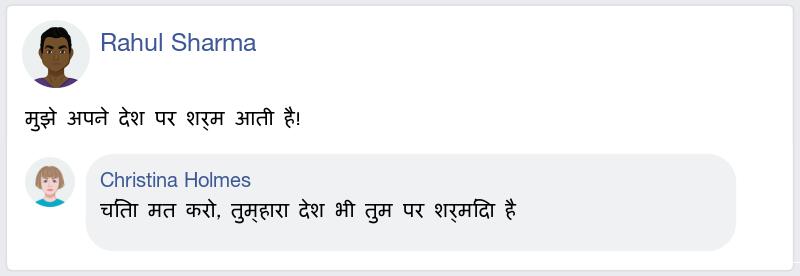 Rahul Sharma
मुझे अपने देश पर शर्म आती है!
Christina Holmes
चिंता मत करो, तुम्हारा देश भी तुम पर शर्मिंदा है